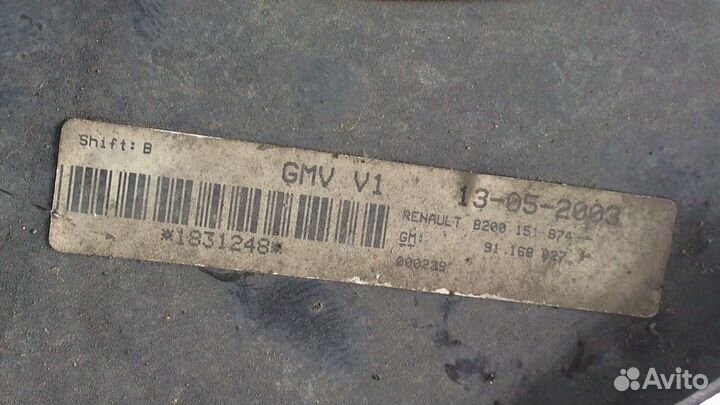 Shift: B
GMV V1
13-05-2003
RENAULT 8200 151 874
GM: 91.168 027
*1831248*
000239
Avito